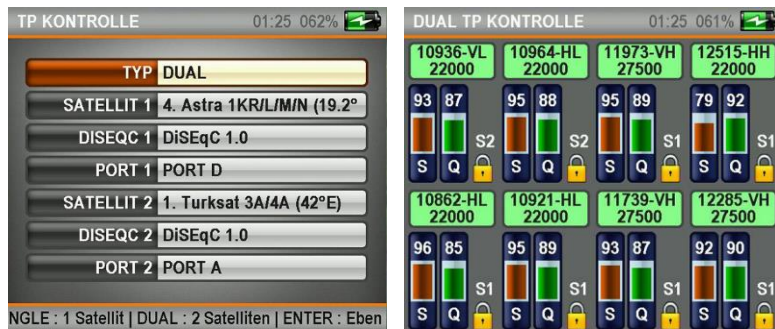 TP KONTROLLE 01:25 062%
TYP DUAL
SATELLIT 1 4. Astra 1KR/L/M/N (19.2°
DISEQC 1 DiSEqC 1.0
PORT 1 PORT D
SATELLIT 2 1. Turksat 3A/4A (42°E)
DISEQC 2 DiSEqC 1.0
PORT 2 PORT A
NGLE : 1 Satellit | DUAL : 2 Satelliten | ENTER : Eben
DUAL TP KONTROLLE 01:25 061%
10936-VL 10964-HL 11973-VH 12515-HH
22000 22000 27500 22000
93 87 95 88 95 89 79 92
S2 S2 S1 S1
S Q S Q S Q S Q
10862-HL 10921-HL 11739-VH 12285-VH
22000 22000 27500 27500
96 85 95 89 93 87 92 90
S1 S1 S1 S1
S Q S Q S Q S Q